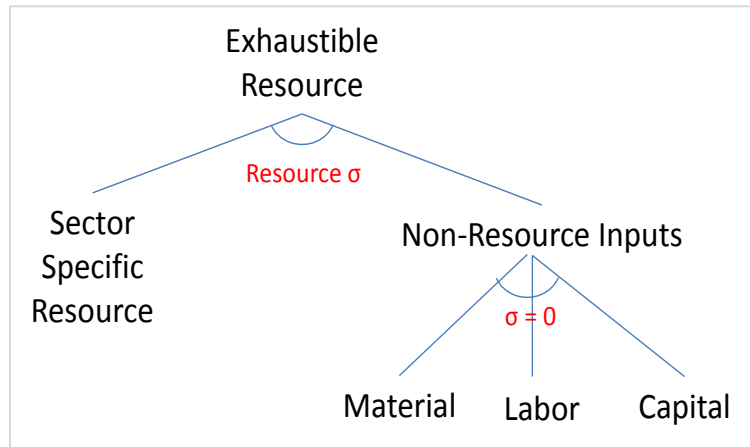 Exhaustible
Resource
Resource σ
Sector
Specific
Resource
Non-Resource Inputs
σ = 0
Material
Labor
Capital